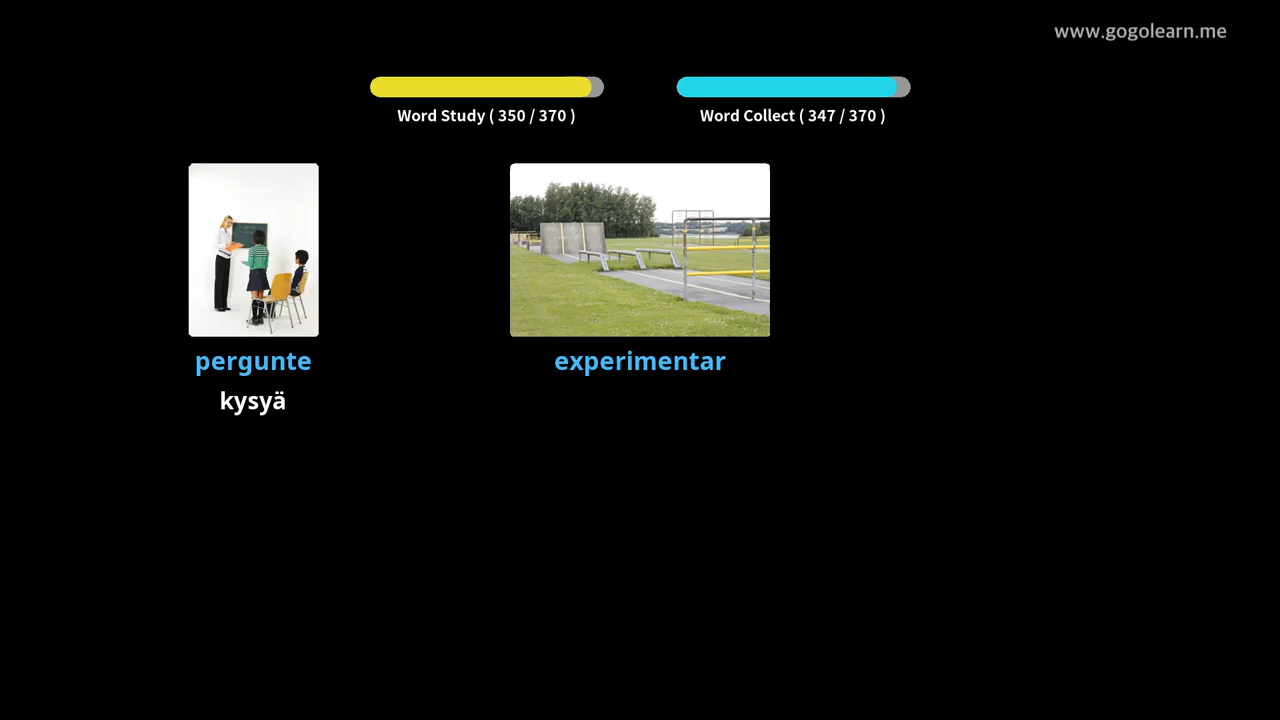 www.gogolearn.me
Word Study ( 350 / 370 )
Word Collect ( 347 / 370 )
pergunte
experimentar
kysyä